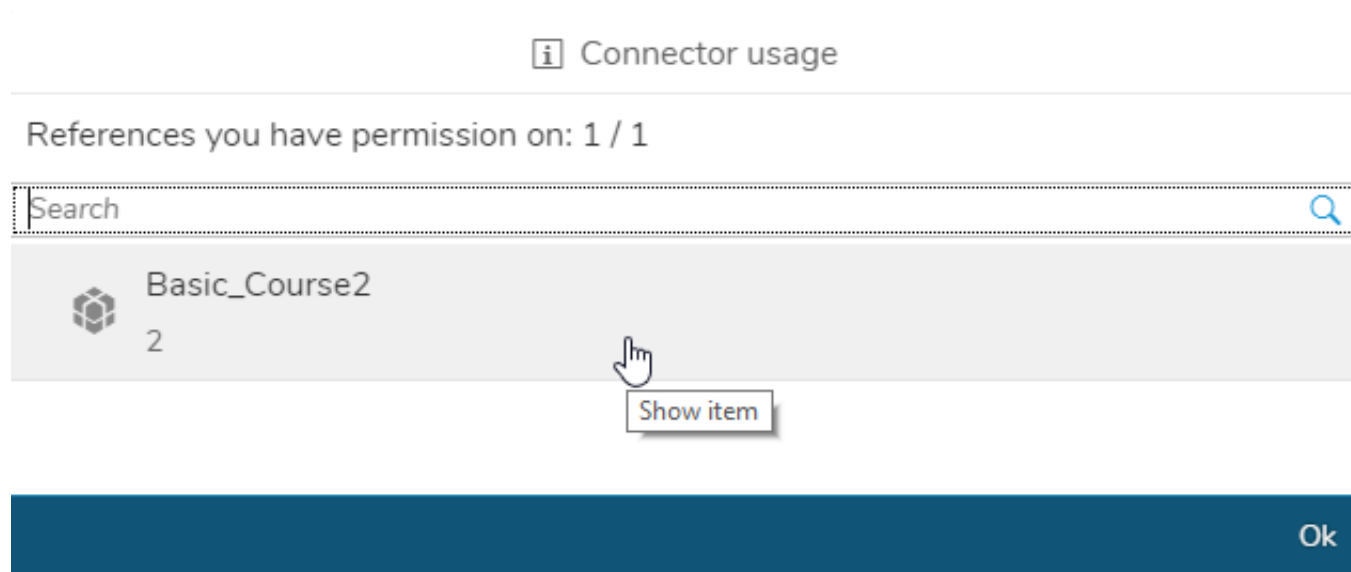 Connector usage
References you have permission on: 1 / 1
Search
Basic_Course2
2
Show item
Ok